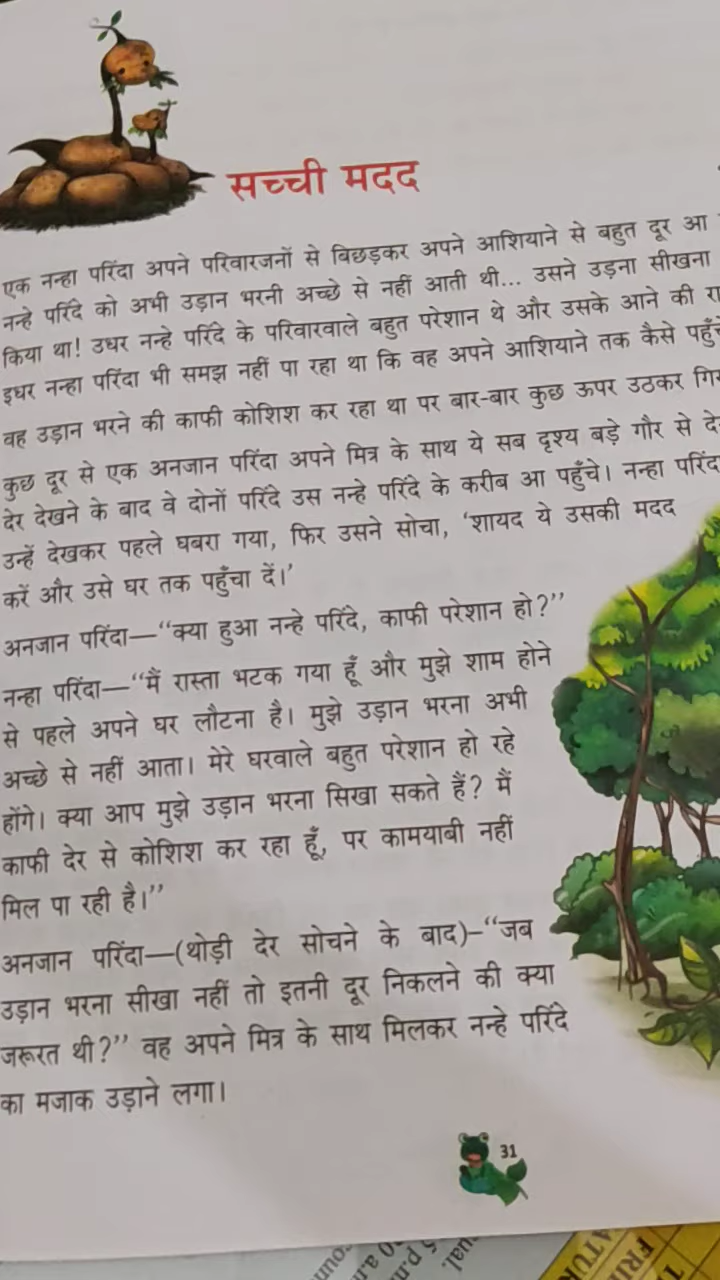 सच्ची मदद
एक नन्हा परिंदा अपने परिवारजनों से बिछड़कर अपने आशियाने से बहुत दूर आ
नन्हे परिंदे को अभी उड़ान भरनी अच्छे से नहीं आती थी... उसने उड़ना सीखना
किया था! उधर नन्हे परिंदे के परिवारवाले बहुत परेशान थे और उसके आने की
इधर नन्हा परिंदा भी समझ नहीं पा रहा था कि वह अपने आशियाने तक कैसे
वह उड़ान भरने की काफी कोशिश कर रहा था पर बार-बार कुछ ऊपर उठकर
कुछ दूर से एक अनजान परिंदा अपने मित्र के साथ ये सब दृश्य बड़े गौर से
देर देखने के बाद वे दोनों परिंदे उस नन्हे परिंदे के करीब आ पहुँचे। नन्हा परिंदा
उन्हें देखकर पहले घबरा गया, फिर उसने सोचा, ‘शायद ये उसकी मदद
करें और उसे घर तक पहुँचा दें।’
अनजान परिंदा—“क्या हुआ नन्हे परिंदे, काफी परेशान हो?”
नन्हा परिंदा—“मैं रास्ता भटक गया हूँ और मुझे शाम होने
से पहले अपने घर लौटना है। मुझे उड़ान भरना अभी
अच्छे से नहीं आता। मेरे घरवाले बहुत परेशान हो रहे
होंगे। क्या आप मुझे उड़ान भरना सिखा सकते हैं? मैं
काफी देर से कोशिश कर रहा हूँ, पर कामयाबी नहीं
मिल पा रही है।”
अनजान परिंदा—(थोड़ी देर सोचने के बाद)–“जब
उड़ान भरना सीखा नहीं तो इतनी दूर निकलने की क्या
जरूरत थी?” वह अपने मित्र के साथ मिलकर नन्हे परिंदे
का मजाक उड़ाने लगा।
31